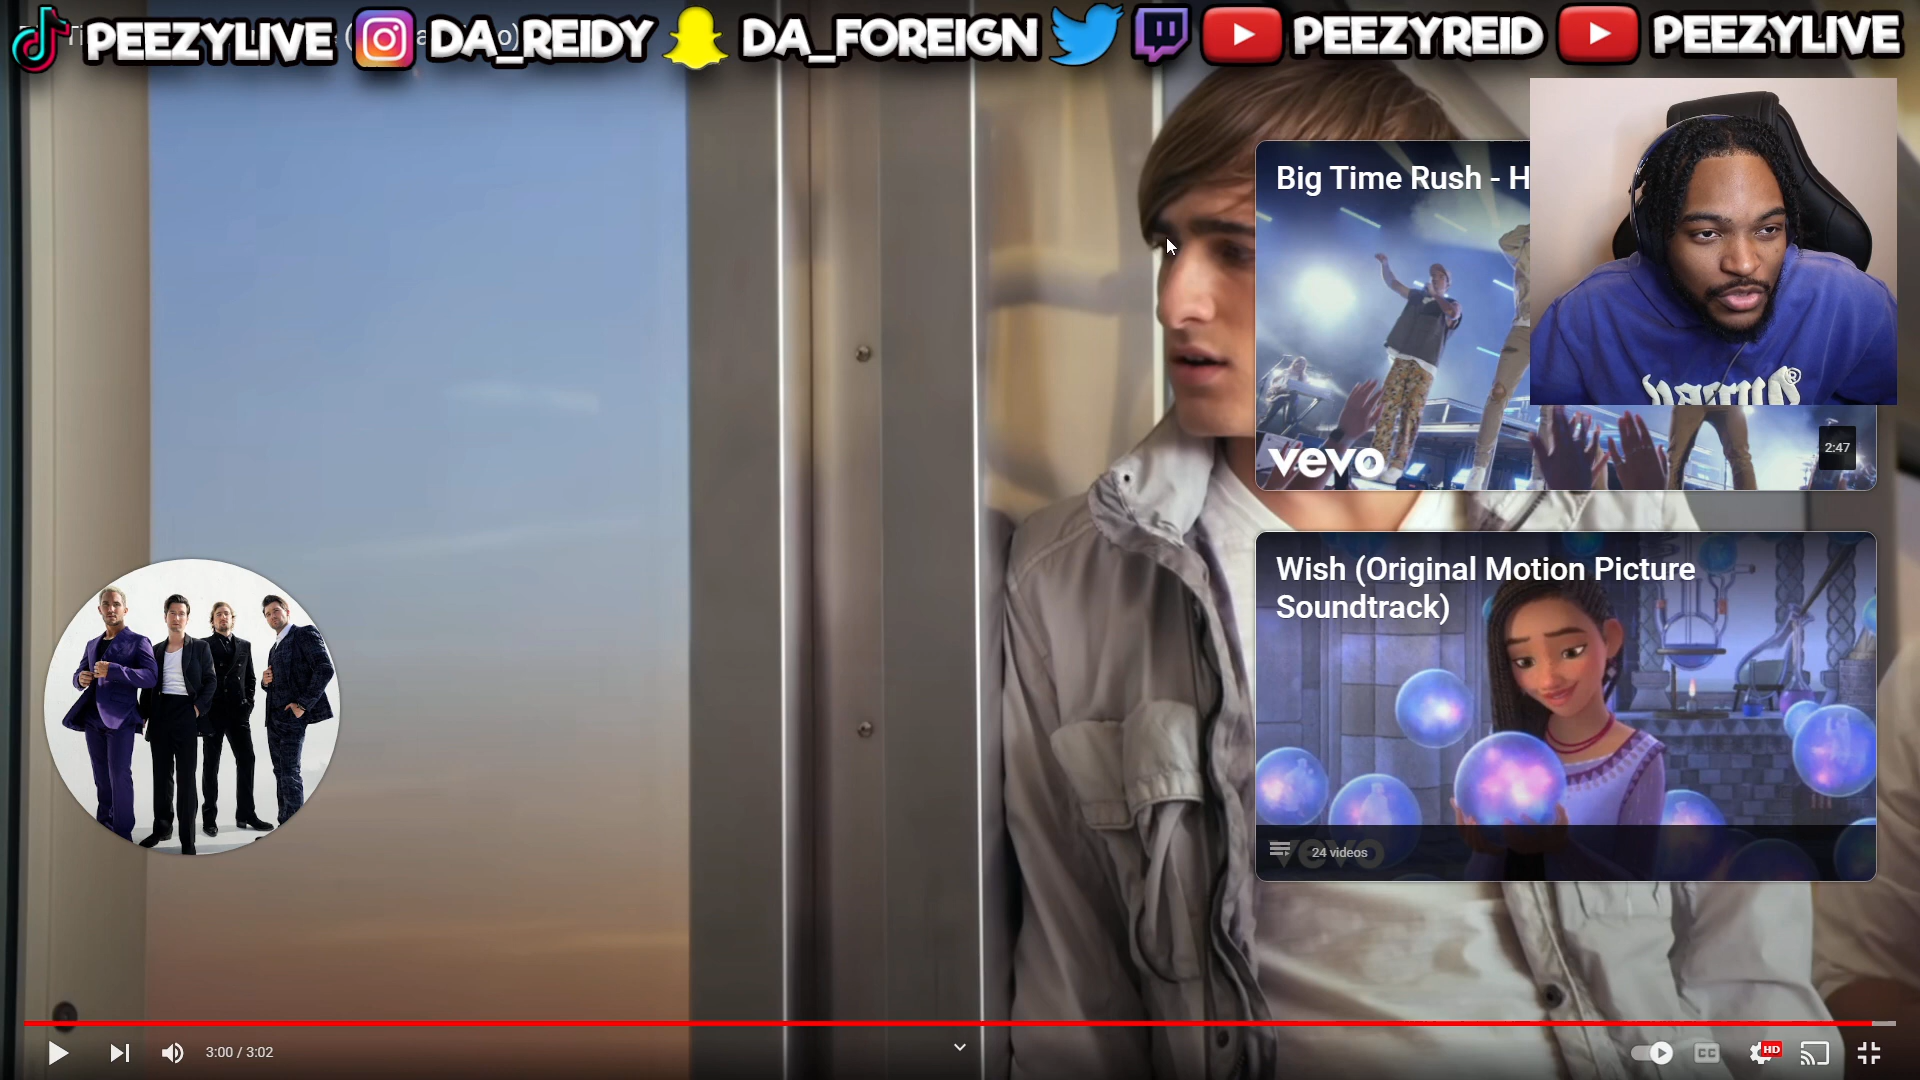 PEEZYLIVE DA_REIDY DA_FOREIGN PEEZYREID PEEZYLIVE
Big Time Rush - H
vevo
2:47
Wish (Original Motion Picture
Soundtrack)
24 videos
3:00 / 3:02
CC
HD